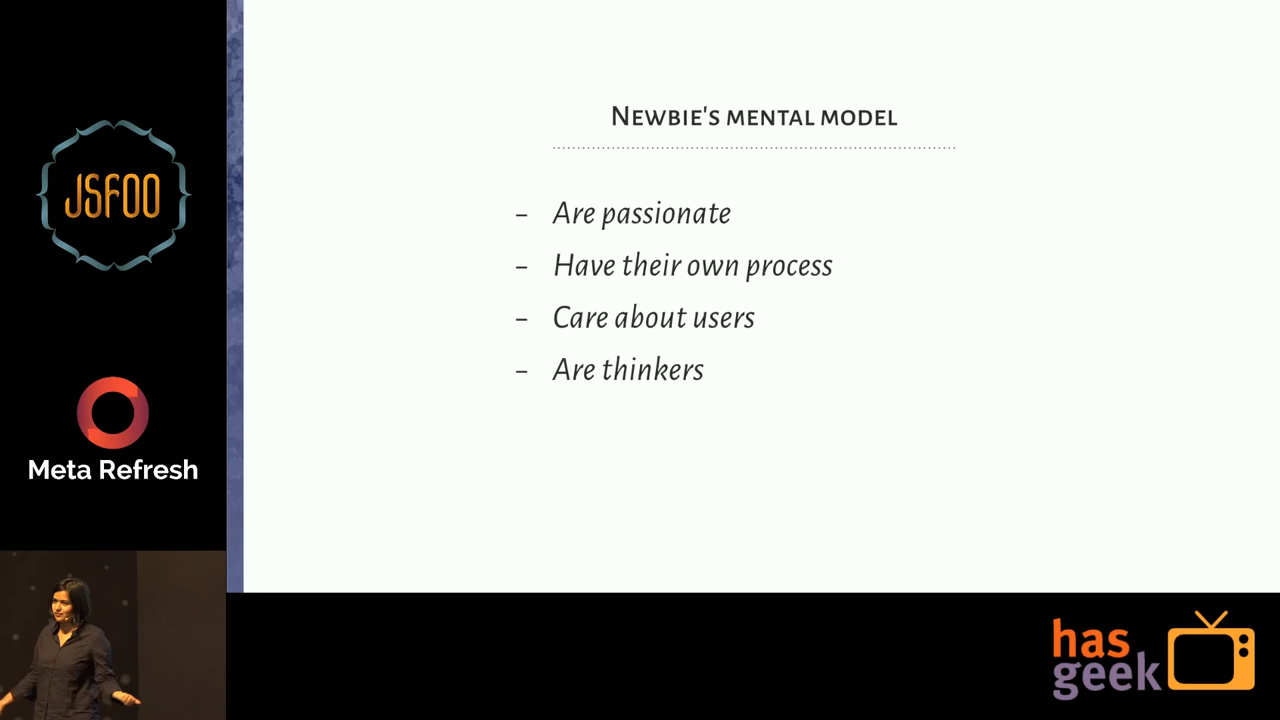 JSFOO
Meta Refresh
Newbie's mental model
– Are passionate
– Have their own process
– Care about users
– Are thinkers
has
geek